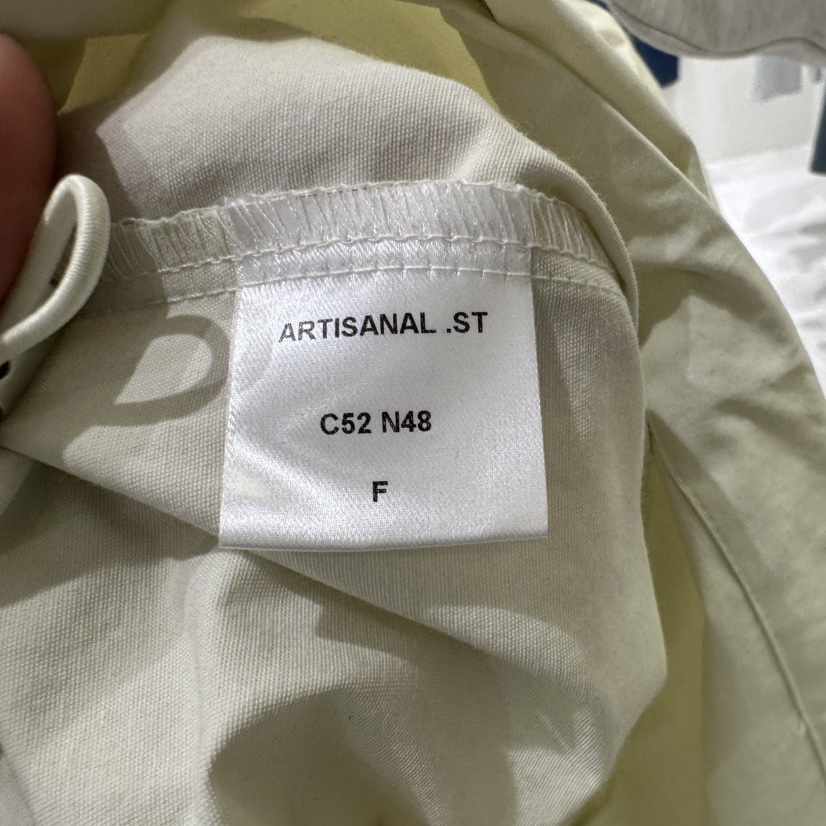 ARTISANAL .ST
C52 N48
F